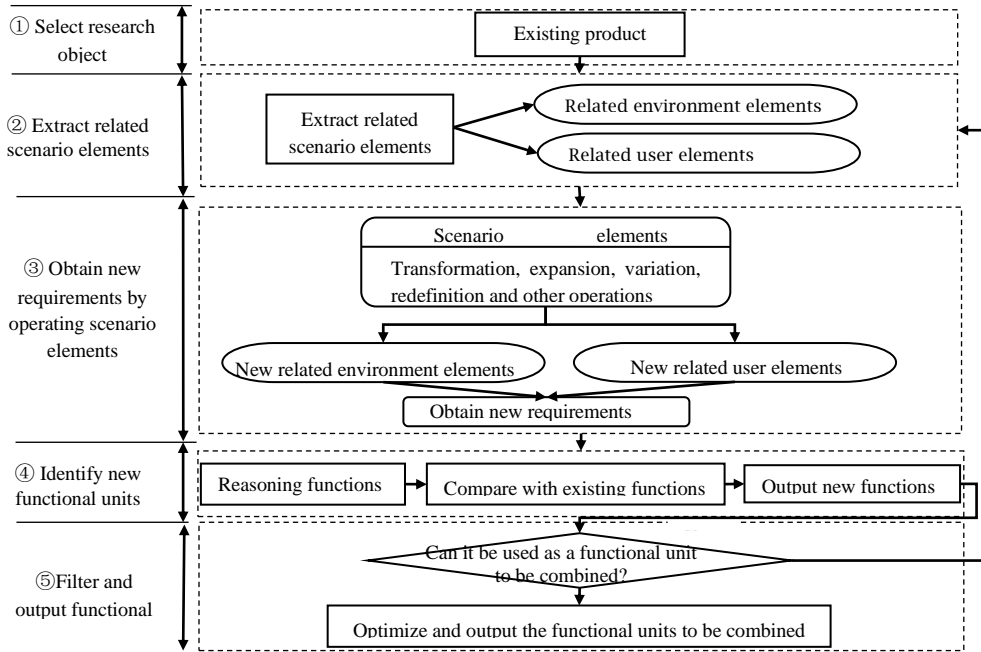 ① Select research
object
Existing product
② Extract related
scenario elements
Extract related
scenario elements
Related environment elements
Related user elements
③ Obtain new
requirements by
operating scenario
elements
Scenario elements
Transformation, expansion, variation,
redefinition and other operations
New related environment elements
New related user elements
Obtain new requirements
④ Identify new
functional units
Reasoning functions
Compare with existing functions
Output new functions
⑤Filter and
output functional
Can it be used as a functional unit
to be combined?
Optimize and output the functional units to be combined